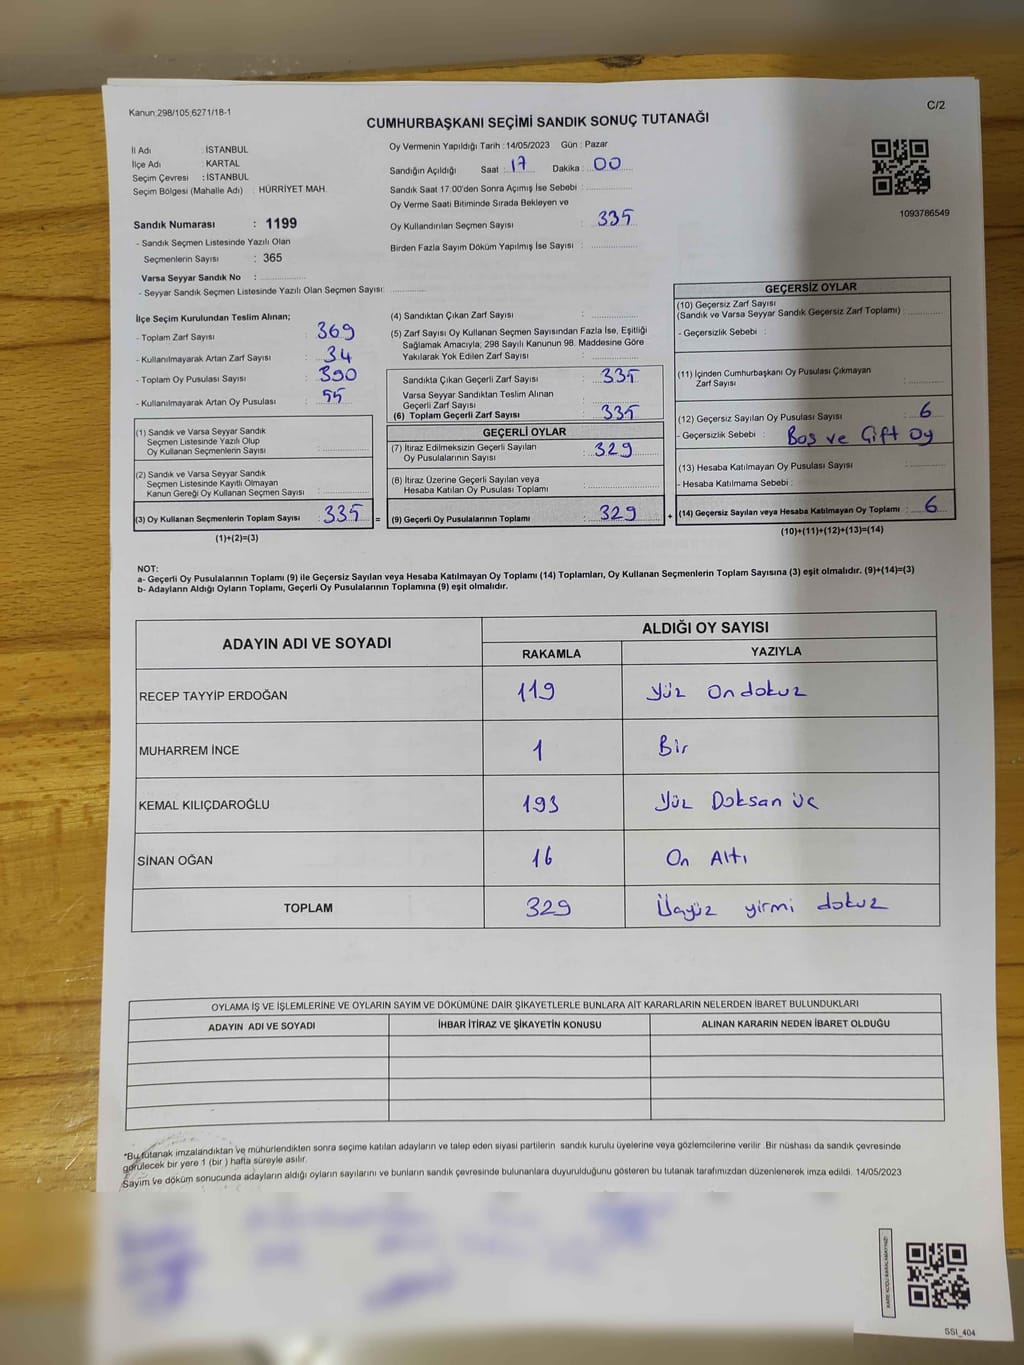 Kanun:298/105,6271/18-1
C/2
CUMHURBAŞKANI SEÇİMİ SANDIK SONUÇ TUTANAĞI
İl Adı : İSTANBUL
İlçe Adı : KARTAL
Seçim Çevresi : İSTANBUL
Seçim Bölgesi (Mahalle Adı) : HÜRRİYET MAH.
Sandık Numarası : 1199
- Sandık Seçmen Listesinde Yazılı Olan
Seçmenlerin Sayısı : 365
Varsa Seyyar Sandık No :
- Seyyar Sandık Seçmen Listesinde Yazılı Olan Seçmen Sayısı:
Oy Vermenin Yapıldığı Tarih : 14/05/2023 Gün : Pazar
Sandığın Açıldığı Saat : 17 Dakika : 00
Sandık Saat 17:00'den Sonra Açımış İse Sebebi :
Oy Verme Saati Bitiminde Sırada Bekleyen ve
Oy Kullandırılan Seçmen Sayısı : 335
Birden Fazla Sayım Döküm Yapılmış İse Sayısı :
1093786549
İlçe Seçim Kurulundan Teslim Alınan;
- Toplam Zarf Sayısı : 369
- Kullanılmayarak Artan Zarf Sayısı : 34
- Toplam Oy Pusulası Sayısı : 390
- Kullanılmayarak Artan Oy Pusulası : 55
(1) Sandık ve Varsa Seyyar Sandık
Seçmen Listesinde Yazılı Olup
Oy Kullanan Seçmenlerin Sayısı :
(2) Sandık ve Varsa Seyyar Sandık
Seçmen Listesinde Kayıtlı Olmayan
Kanun Gereği Oy Kullanan Seçmen Sayısı :
(3) Oy Kullanan Seçmenlerin Toplam Sayısı : 335 =
(1)+(2)=(3)
(4) Sandıktan Çıkan Zarf Sayısı :
(5) Zarf Sayısı Oy Kullanan Seçmen Sayısından Fazla İse, Eşitliği
Sağlamak Amacıyla; 298 Sayılı Kanunun 98. Maddesine Göre
Yakılarak Yok Edilen Zarf Sayısı :
Sandıkta Çıkan Geçerli Zarf Sayısı : 335
Varsa Seyyar Sandıktan Teslim Alınan
Geçerli Zarf Sayısı :
(6) Toplam Geçerli Zarf Sayısı : 335
GEÇERLİ OYLAR
(7) İtiraz Edilmeksizin Geçerli Sayılan
Oy Pusulalarının Sayısı : 329
(8) İtiraz Üzerine Geçerli Sayılan veya
Hesaba Katılan Oy Pusulası Toplamı :
(9) Geçerli Oy Pusulalarının Toplamı : 329 +
GEÇERSİZ OYLAR
(10) Geçersiz Zarf Sayısı
(Sandık ve Varsa Seyyar Sandık Geçersiz Zarf Toplamı) :
- Geçersizlik Sebebi :
(11) İçinden Cumhurbaşkanı Oy Pusulası Çıkmayan
Zarf Sayısı :
(12) Geçersiz Sayılan Oy Pusulası Sayısı : 6
- Geçersizlik Sebebi : Boş ve Çift Oy
(13) Hesaba Katılmayan Oy Pusulası Sayısı :
- Hesaba Katılmama Sebebi :
(14) Geçersiz Sayılan veya Hesaba Katılmayan Oy Toplamı : 6
(10)+(11)+(12)+(13)=(14)
NOT:
a- Geçerli Oy Pusulalarının Toplamı (9) ile Geçersiz Sayılan veya Hesaba Katılmayan Oy Toplamı (14) Toplamları, Oy Kullanan Seçmenlerin Toplam Sayısına (3) eşit olmalıdır. (9)+(14)=(3)
b- Adayların Aldığı Oyların Toplamı, Geçerli Oy Pusulalarının Toplamına (9) eşit olmalıdır.
ADAYIN ADI VE SOYADI
ALDIĞI OY SAYISI
RAKAMLA YAZIYLA
RECEP TAYYİP ERDOĞAN 119 Yüz On dokuz
MUHARREM İNCE 1 Bir
KEMAL KILIÇDAROĞLU 193 Yüz Doksan üç
SİNAN OĞAN 16 On Altı
TOPLAM 329 Üçyüz yirmi dokuz
OYLAMA İŞ VE İŞLEMLERİNE VE OYLARIN SAYIM VE DÖKÜMÜNE DAİR ŞİKAYETLERLE BUNLARA AİT KARARLARIN NELERDEN İBARET BULUNDUKLARI
ADAYIN ADI VE SOYADI İHBAR İTİRAZ VE ŞİKAYETİN KONUSU ALINAN KARARIN NEDEN İBARET OLDUĞU
*Bu tutanak imzalandıktan ve mühürlendikten sonra seçime katılan adayların ve talep eden siyasi partilerin sandık kurulu üyelerine veya gözlemcilerine verilir. Bir nüshası da sandık çevresinde
görülecek bir yere 1 (bir ) hafta süreyle asılır.
Sayım ve döküm sonucunda adayların aldığı oyların sayılarını ve bunların sandık çevresinde bulunanlara duyurulduğunu gösteren bu tutanak tarafımızdan düzenlenerek imza edildi. 14/05/2023
SSI_404